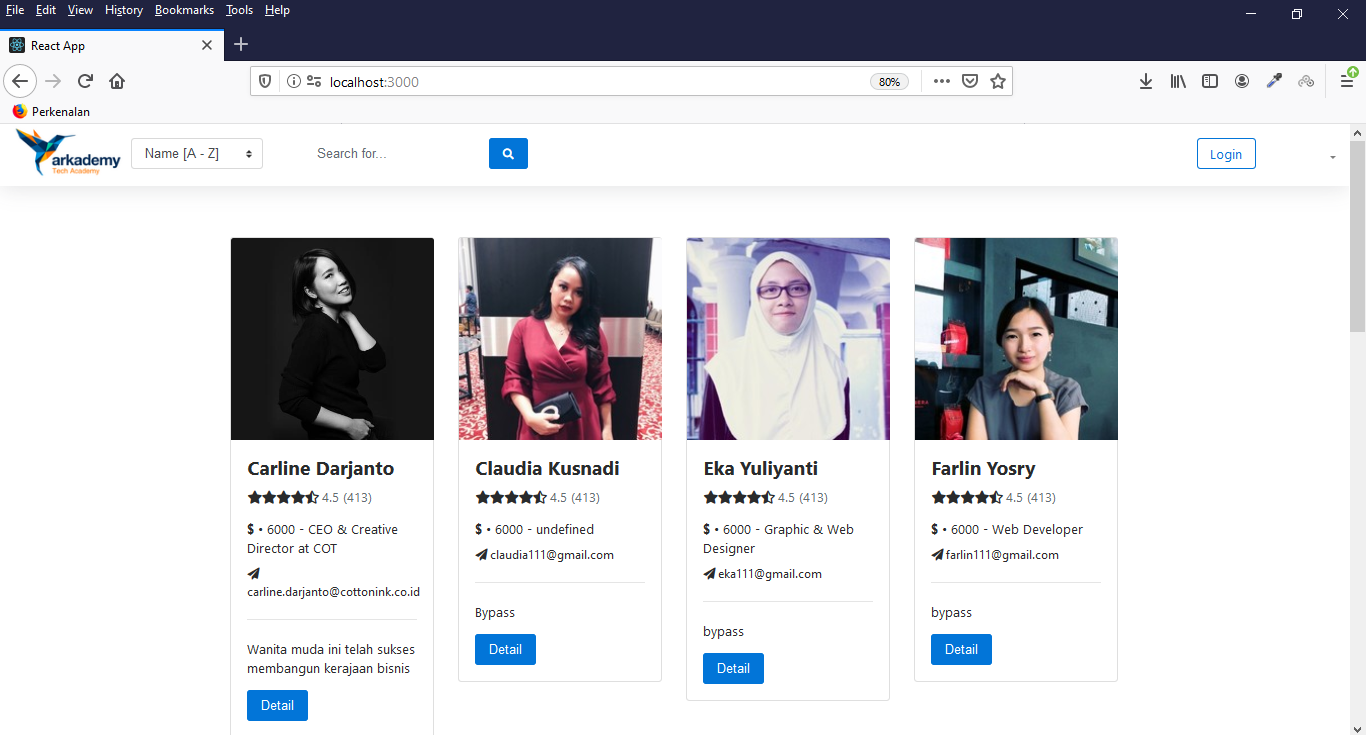 File Edit View History Bookmarks Tools Help
React App
localhost:3000 80%
Perkenalan
arkademy
Tech Academy
Name [A - Z] Search for... Login
Carline Darjanto
4.5 (413)
$ • 6000 - CEO & Creative
Director at COT
carline.darjanto@cottonink.co.id
Wanita muda ini telah sukses
membangun kerajaan bisnis
Detail
Claudia Kusnadi
4.5 (413)
$ • 6000 - undefined
claudia111@gmail.com
Bypass
Detail
Eka Yuliyanti
4.5 (413)
$ • 6000 - Graphic & Web
Designer
eka111@gmail.com
bypass
Detail
Farlin Yosry
4.5 (413)
$ • 6000 - Web Developer
farlin111@gmail.com
bypass
Detail